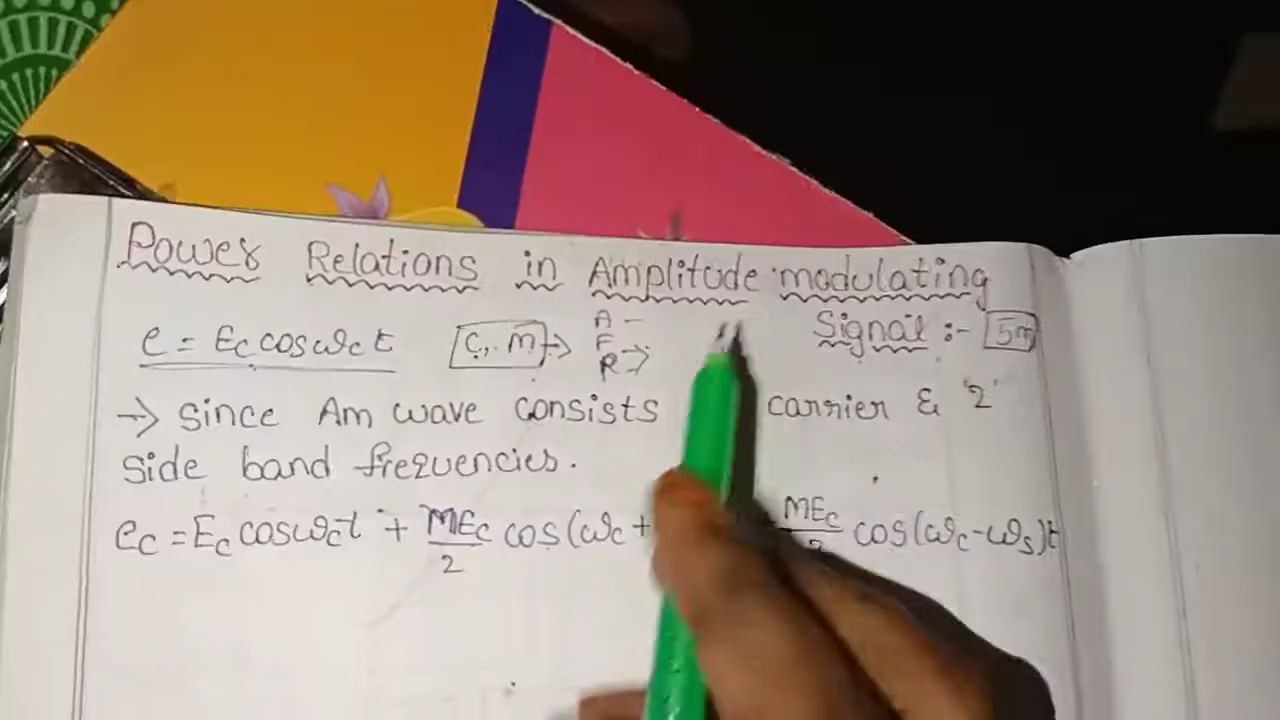 Power Relations in Amplitude modulating
Signal :- 5m
e = Ec cosωct [C, m] → A -
F
R →
→ Since Am wave consists carrier & '2'
side band frequencies.
ec = Ec cosωct + MEc/2 cos(ωc + MEc/2 cos(ωc-ωs)t